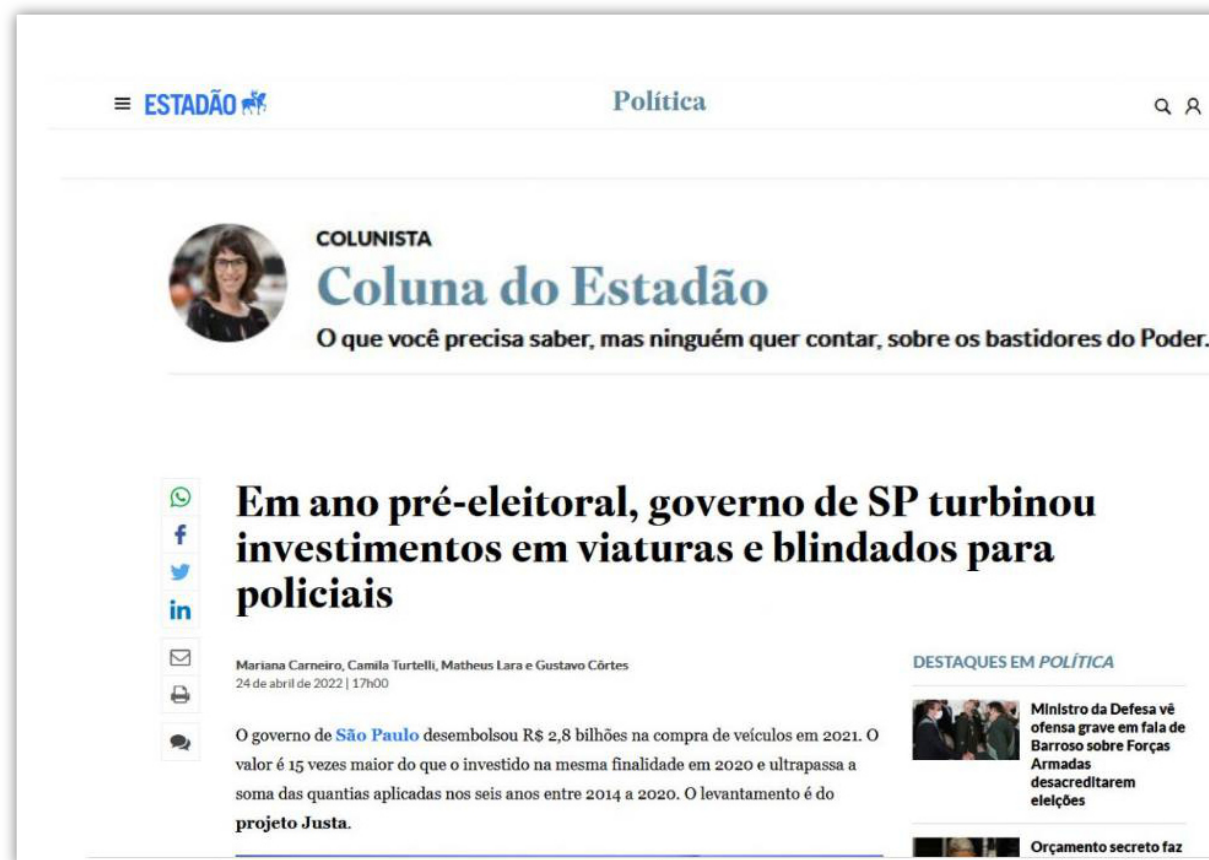 ESTADÃO
Política
COLUNISTA
Coluna do Estadão
O que você precisa saber, mas ninguém quer contar, sobre os bastidores do Poder.
Em ano pré-eleitoral, governo de SP turbinou
investimentos em viaturas e blindados para
policiais
Mariana Carneiro, Camila Turtelli, Matheus Lara e Gustavo Côrtes
24 de abril de 2022 | 17h00
O governo de São Paulo desembolsou R$ 2,8 bilhões na compra de veículos em 2021. O
valor é 15 vezes maior do que o investido na mesma finalidade em 2020 e ultrapassa a
soma das quantias aplicadas nos seis anos entre 2014 a 2020. O levantamento é do
projeto Justa.
DESTAQUES EM POLÍTICA
Ministro da Defesa vê
ofensa grave em fala de
Barroso sobre Forças
Armadas
desacreditarem
eleições
Orçamento secreto faz